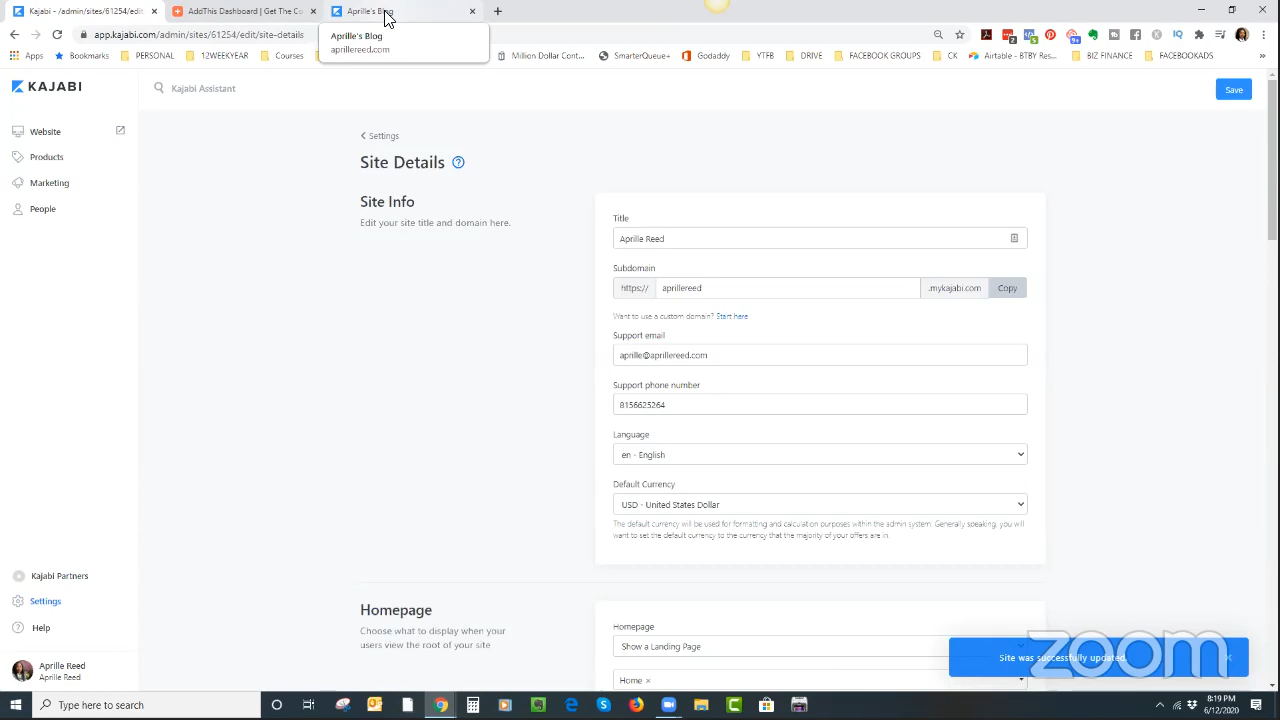 Kajabi - /admin/sites/61254/edit
AddThis Dashboard | Get The Co
Aprille's Blog
app.kajabi.com/admin/sites/61254/edit/site-details
Aprille's Blog
aprillereed.com
Apps
Bookmarks
PERSONAL
12WEEKYEAR
Courses
Million Dollar Cont...
SmarterQueue+
Godaddy
YTFB
DRIVE
FACEBOOK GROUPS
CK
Airtable - BTBY Res...
BIZ FINANCE
FACEBOOKADS
KAJABI
Kajabi Assistant
Save
Website
Products
Marketing
People
Settings
Site Details
Site Info
Edit your site title and domain here.
Title
Aprille Reed
Subdomain
https://
aprillereed
.mykajabi.com
Copy
Want to use a custom domain? Start here
Support email
aprille@aprillereed.com
Support phone number
8156625264
Language
en - English
Default Currency
USD - United States Dollar
The default currency will be used for formatting and calculation purposes within the admin system. Generally speaking, you will
want to set the default currency to the currency that the majority of your offers are in.
Homepage
Choose what to display when your
users view the root of your site
Homepage
Show a Landing Page
Home ×
Site was successfully updated.
zoom
Kajabi Partners
Settings
Help
Aprille Reed
Aprille Reed
Type here to search
8:19 PM
6/12/2020